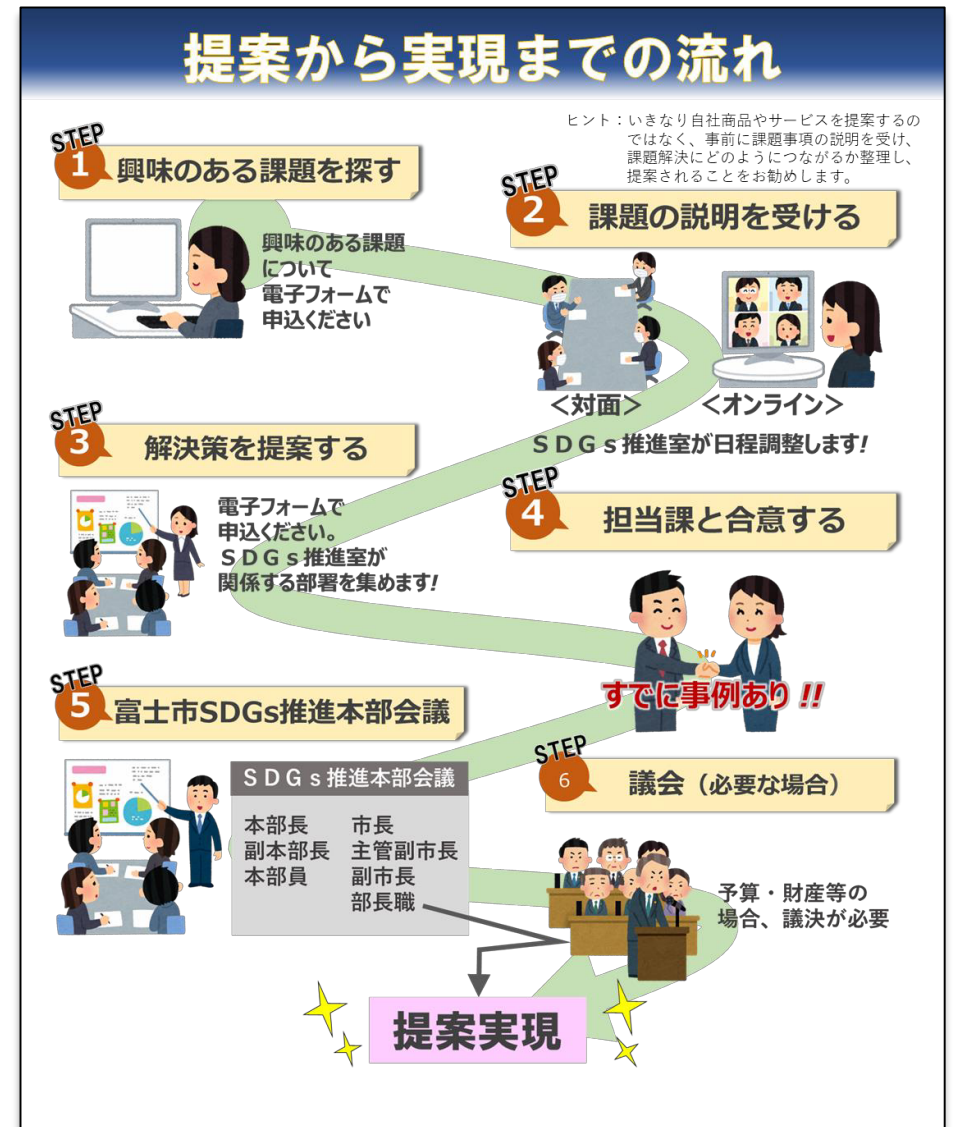 提案から実現までの流れ
ヒント：いきなり自社商品やサービスを提案するの
ではなく、事前に課題事項の説明を受け、
課題解決にどのようにつながるか整理し、
提案されることをお勧めします。
STEP
1
興味のある課題を探す
興味のある課題
について
電子フォームで
申込ください
STEP
2
課題の説明を受ける
＜対面＞
＜オンライン＞
ＳＤＧｓ推進室が日程調整します!
STEP
3
解決策を提案する
電子フォームで
申込ください。
ＳＤＧｓ推進室が
関係する部署を集めます!
STEP
4
担当課と合意する
すでに事例あり!!
STEP
5
富士市SDGs推進本部会議
ＳＤＧｓ推進本部会議
本部長　市長
副本部長　主管副市長
本部員　副市長
部長職
STEP
6
議会（必要な場合）
予算・財産等の
場合、議決が必要
提案実現